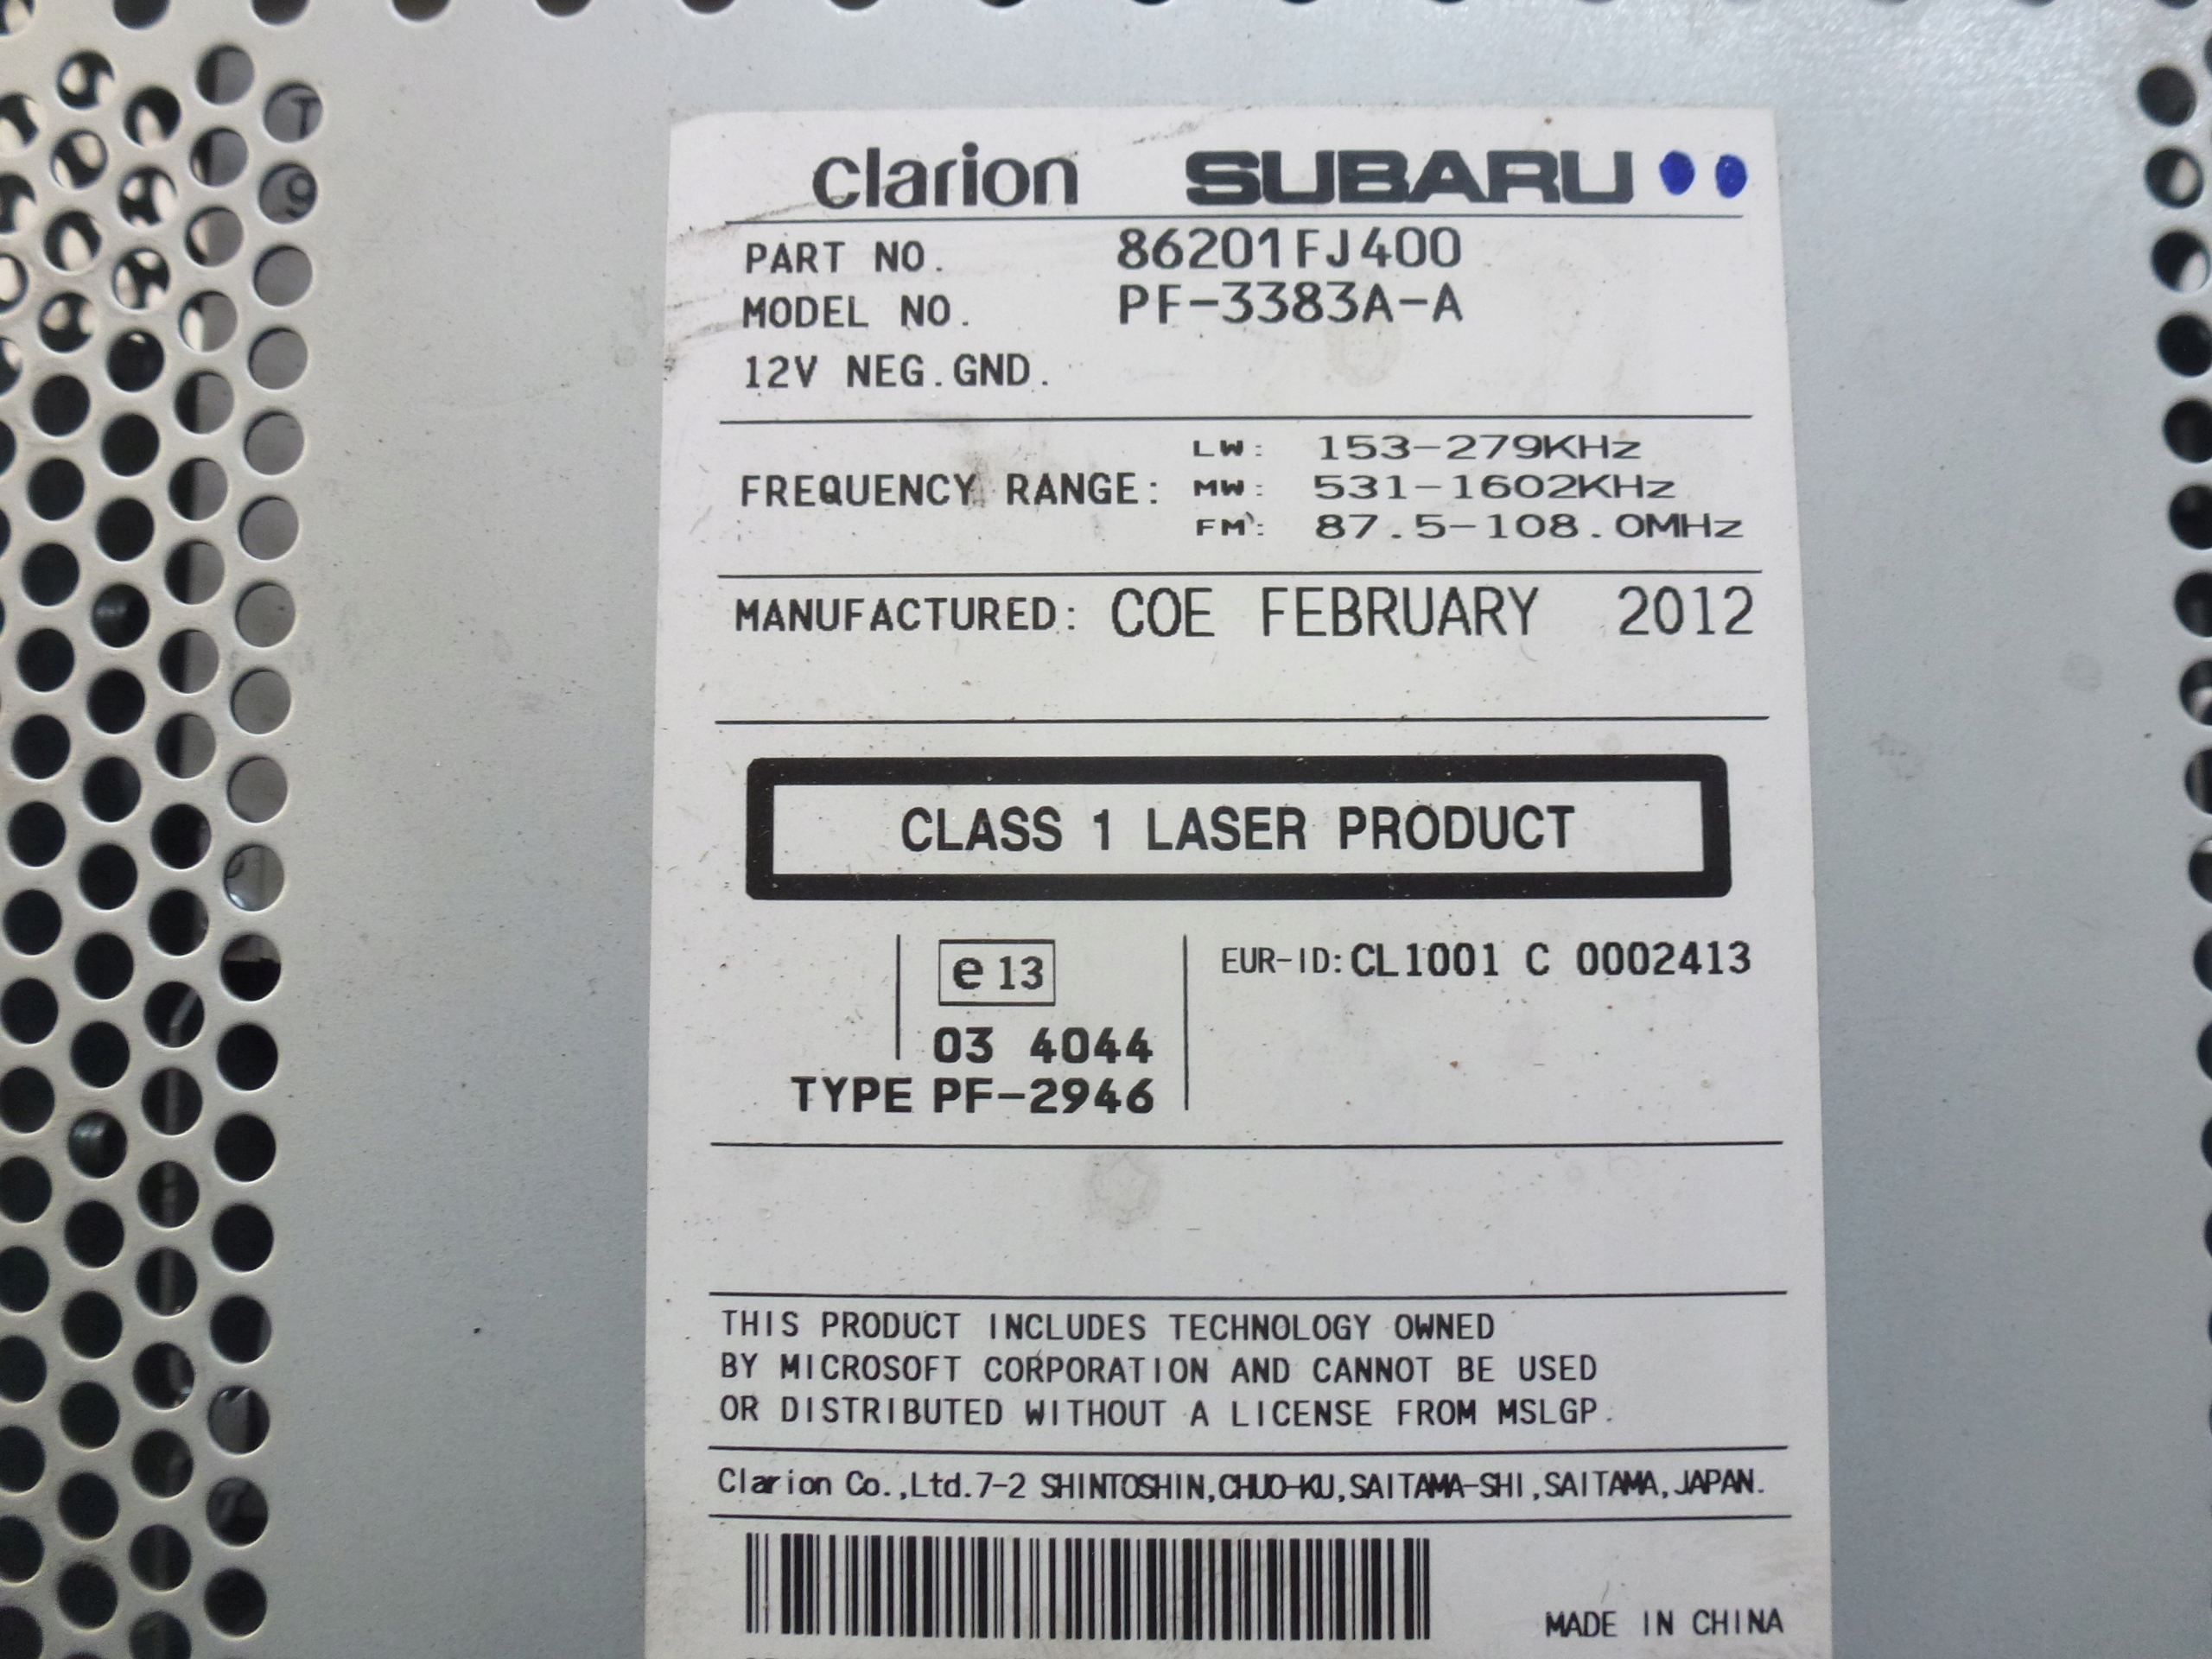 clarion SUBARU
PART NO. 86201FJ400
MODEL NO. PF-3383A-A
12V NEG.GND.
FREQUENCY RANGE: LW: 153-279KHz
MW: 531-1602KHz
FM: 87.5-108.0MHz
MANUFACTURED: COE FEBRUARY 2012
CLASS 1 LASER PRODUCT
e 13
EUR-ID: CL1001 C 0002413
03 4044
TYPE PF-2946
THIS PRODUCT INCLUDES TECHNOLOGY OWNED
BY MICROSOFT CORPORATION AND CANNOT BE USED
OR DISTRIBUTED WITHOUT A LICENSE FROM MSLGP.
Clarion Co.,Ltd.7-2 SHINTOSHIN,CHUO-KU,SAITAMA-SHI,SAITAMA,JAPAN.
MADE IN CHINA